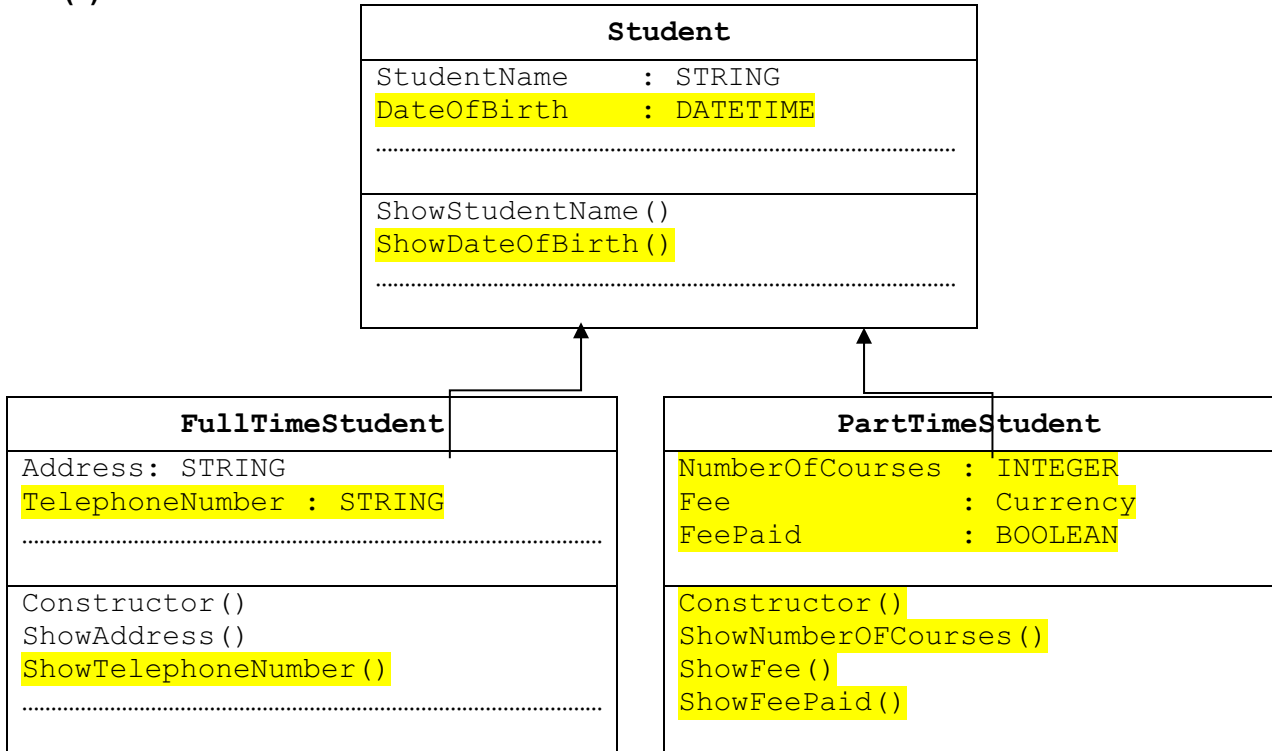 Student
StudentName : STRING
DateOfBirth : DATETIME
................................................................................................
ShowStudentName()
ShowDateOfBirth()
................................................................................................
FullTimeStudent
Address: STRING
TelephoneNumber : STRING
................................................................................................
Constructor()
ShowAddress()
ShowTelephoneNumber()
................................................................................................
PartTimeStudent
NumberOfCourses : INTEGER
Fee : Currency
FeePaid : BOOLEAN
Constructor()
ShowNumberOFCourses()
ShowFee()
ShowFeePaid()